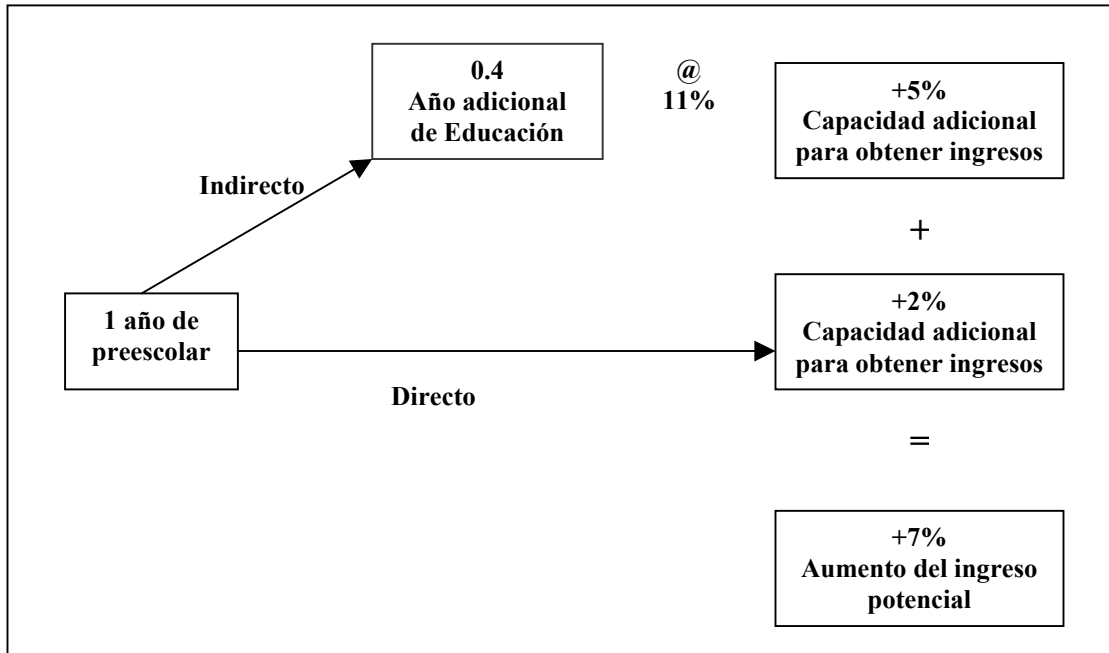 0.4
Año adicional
de Educación
@
11%
+5%
Capacidad adicional
para obtener ingresos
Indirecto
+
1 año de
preescolar
+2%
Capacidad adicional
para obtener ingresos
Directo
=
+7%
Aumento del ingreso
potencial